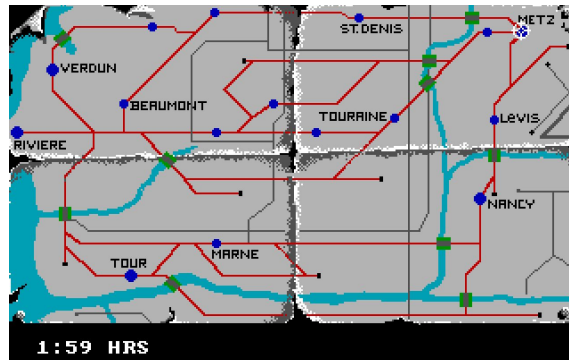 METZ
ST.DENIS
VERDUN
BEAUMONT
TOURAINE
LEVIS
RIVIERE
NANCY
MARNE
TOUR
1:59 HRS